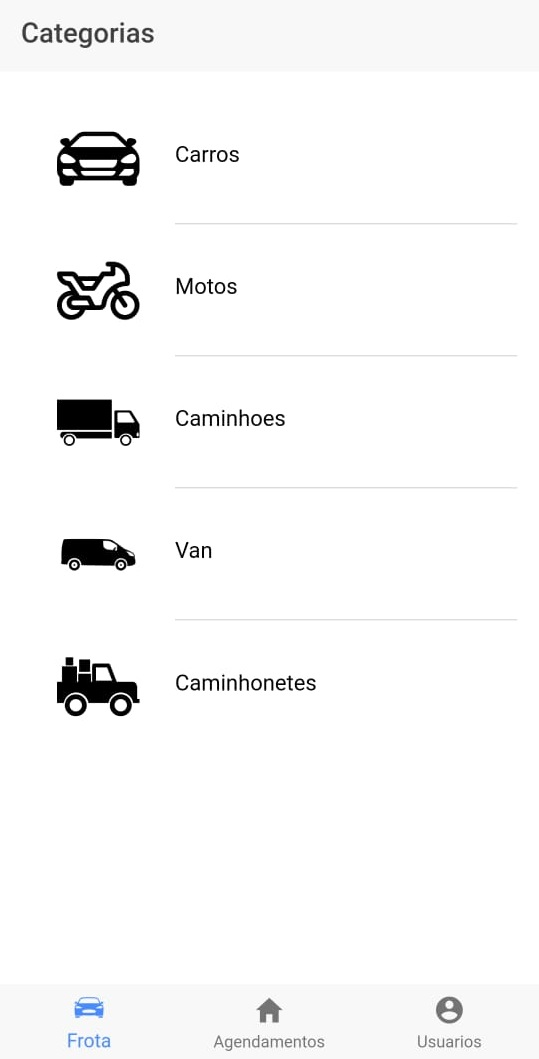 Categorias
Carros
Motos
Caminhoes
Van
Caminhonetes
Frota
Agendamentos
Usuarios